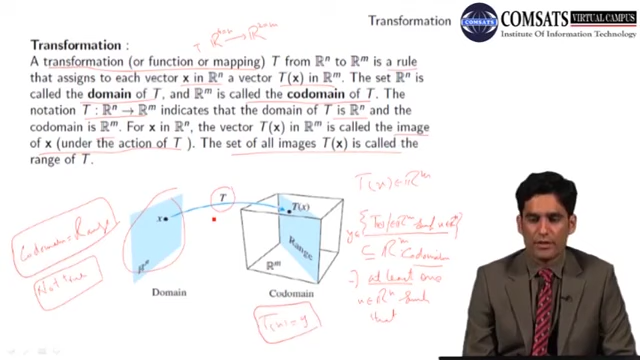 Transformation
COMSATS VIRTUAL CAMPUS
Institute Of Information Technology
Transformation :
A transformation (or function or mapping) T from ℝⁿ to ℝᵐ is a rule
that assigns to each vector x in ℝⁿ a vector T(x) in ℝᵐ. The set ℝⁿ is
called the domain of T, and ℝᵐ is called the codomain of T. The
notation T : ℝⁿ → ℝᵐ indicates that the domain of T is ℝⁿ and the
codomain is ℝᵐ. For x in ℝⁿ, the vector T(x) in ℝᵐ is called the image
of x (under the action of T ). The set of all images T(x) is called the
range of T.
T(x) ∈ ℝᵐ
T
x
T(x)
Range
ℝⁿ
ℝᵐ
Domain
Codomain
Codomain = Range
Not true
⊆ ℝᵐ Codomain
at least one
x ∈ ℝⁿ such
that
T(x) = y